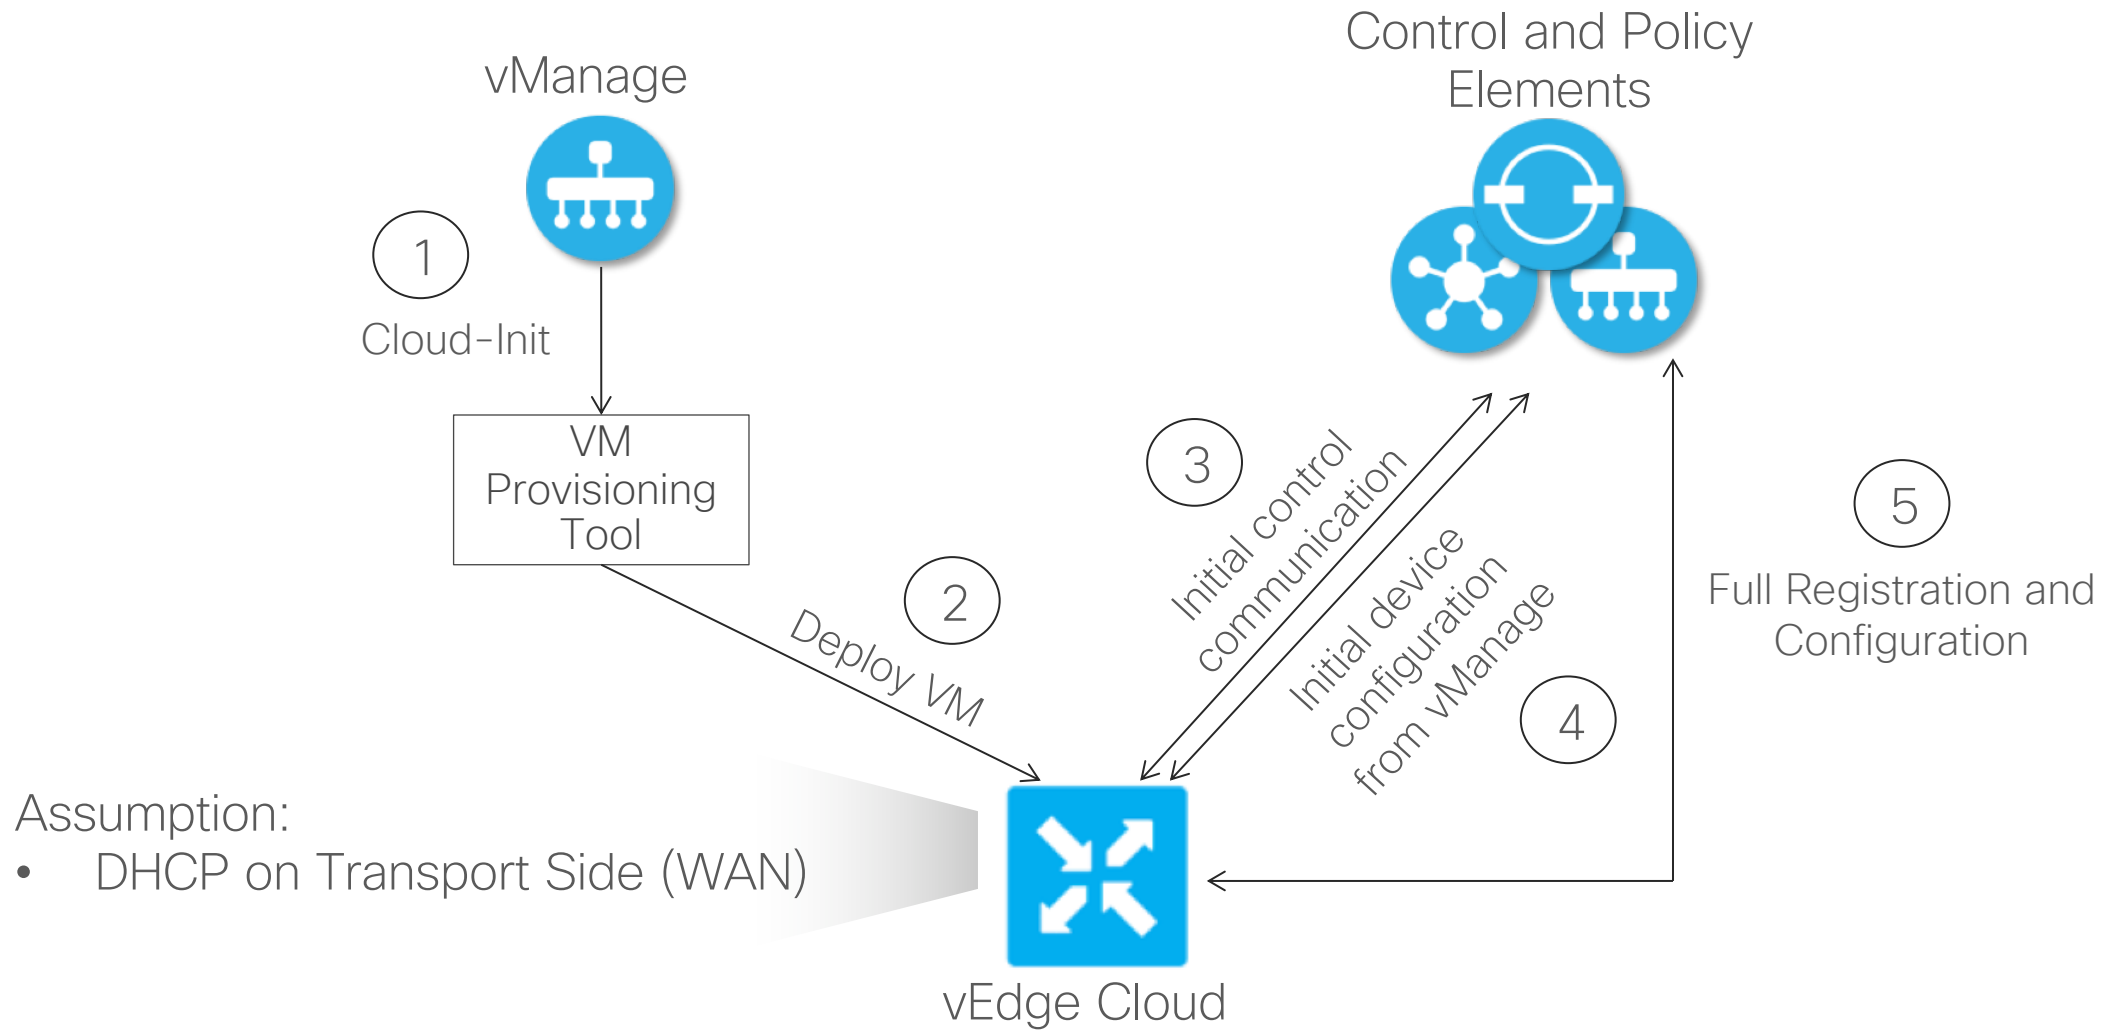 Control and Policy
Elements
vManage
1
Cloud-Init
VM
Provisioning
Tool
2
Deploy VM
3
Initial control
communication
Initial device
configuration
from vManage
4
5
Full Registration and
Configuration
Assumption:
• DHCP on Transport Side (WAN)
vEdge Cloud